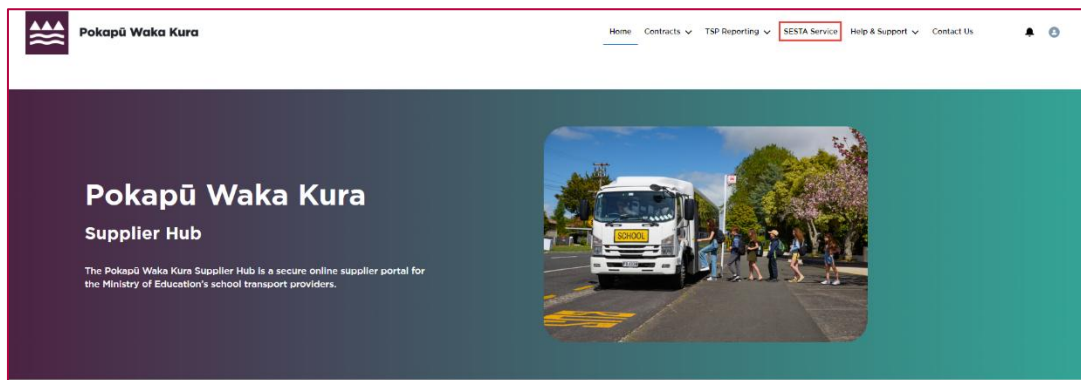 Pokapū Waka Kura
Home Contracts TSP Reporting SESTA Service Help & Support Contact Us
Pokapū Waka Kura
Supplier Hub
The Pokapū Waka Kura Supplier Hub is a secure online supplier portal for
the Ministry of Education's school transport providers.
SCHOOL